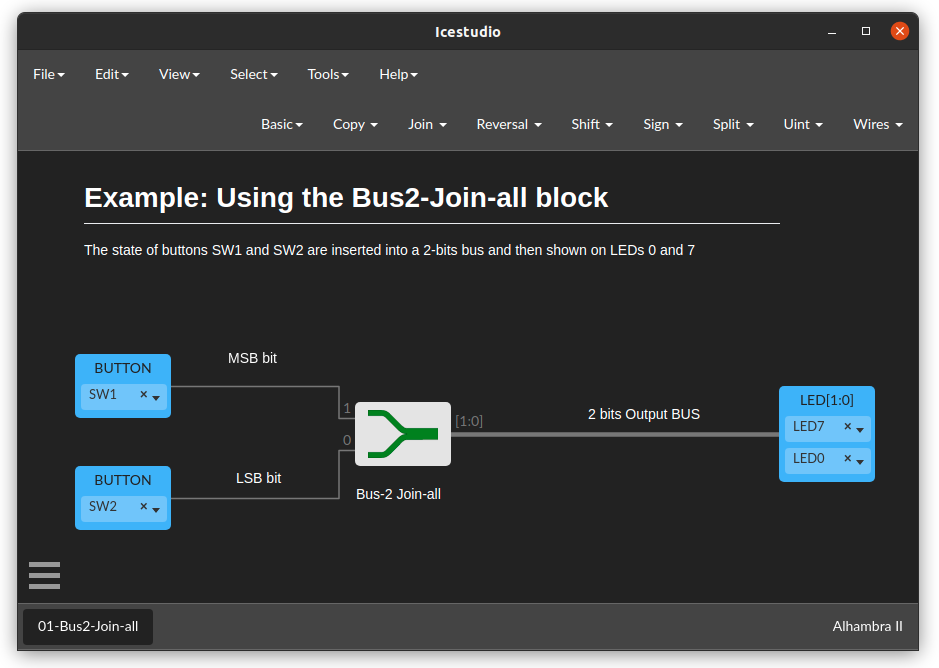 Icestudio
File Edit View Select Tools Help
Basic Copy Join Reversal Shift Sign Split Uint Wires
Example: Using the Bus2-Join-all block
The state of buttons SW1 and SW2 are inserted into a 2-bits bus and then shown on LEDs 0 and 7
MSB bit
BUTTON
SW1 ×
1
0
[1:0]
2 bits Output BUS
LED[1:0]
LED7 ×
LED0 ×
BUTTON
SW2 ×
LSB bit
Bus-2 Join-all
01-Bus2-Join-all
Alhambra II